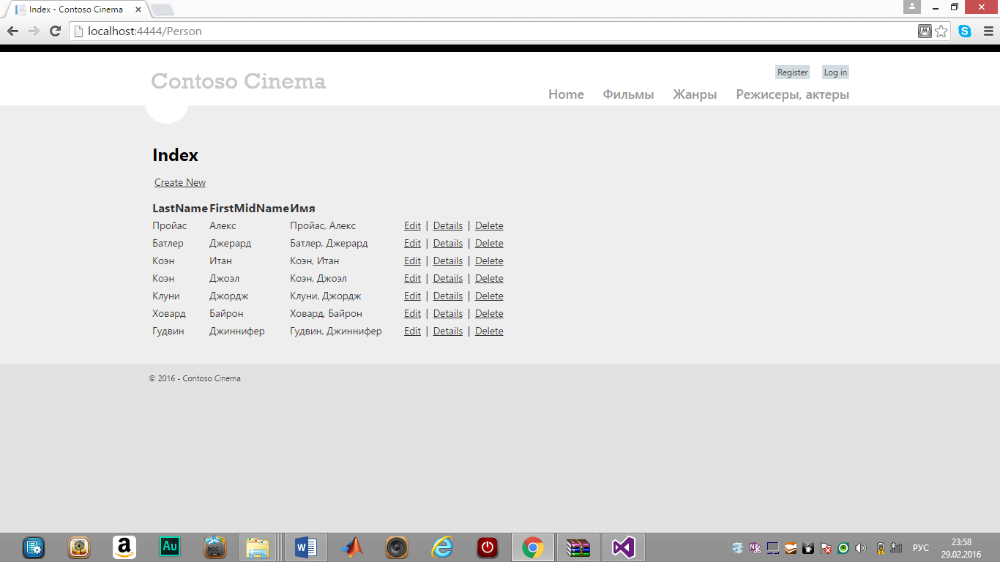 Index - Contoso Cinema
localhost:4444/Person
Register Log in
Contoso Cinema
Home Фильмы Жанры Режисеры, актеры
Index
Create New
LastName FirstMidName Имя
Пройас Алекс Пройас, Алекс Edit | Details | Delete
Батлер Джерард Батлер, Джерард Edit | Details | Delete
Коэн Итан Коэн, Итан Edit | Details | Delete
Коэн Джоэл Коэн, Джоэл Edit | Details | Delete
Клуни Джордж Клуни, Джордж Edit | Details | Delete
Ховард Байрон Ховард, Байрон Edit | Details | Delete
Гудвин Джиннифер Гудвин, Джиннифер Edit | Details | Delete
© 2016 - Contoso Cinema
a Au DOC W РУС 23:58
29.02.2016